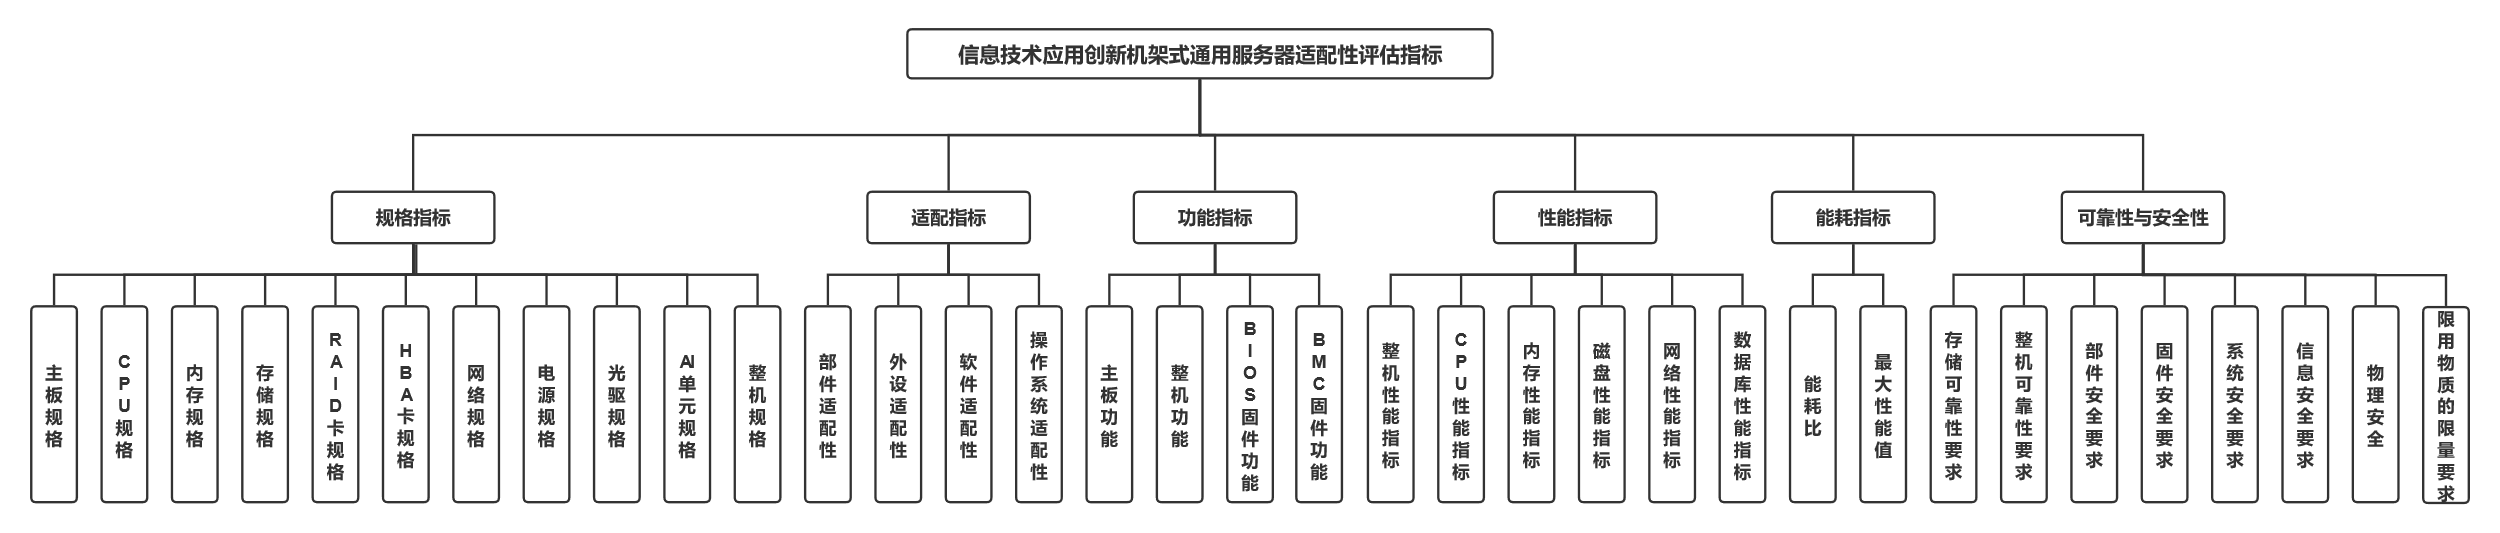 信息技术应用创新机架式通用服务器适配性评估指标
规格指标
适配指标
功能指标
性能指标
能耗指标
可靠性与安全性
主板规格
CPU规格
内存规格
存储规格
RAID卡规格
HBA卡规格
网络规格
电源规格
光驱规格
AI单元规格
整机规格
部件适配性
外设适配性
软件适配性
操作系统适配性
主板功能
整机功能
BIOS固件功能
BMC固件功能
整机性能指标
CPU性能指标
内存性能指标
磁盘性能指标
网络性能指标
数据库性能指标
能耗比
最大性能值
存储可靠性要求
整机可靠性要求
部件安全要求
固件安全要求
系统安全要求
信息安全要求
物理安全
限用物质的限量要求